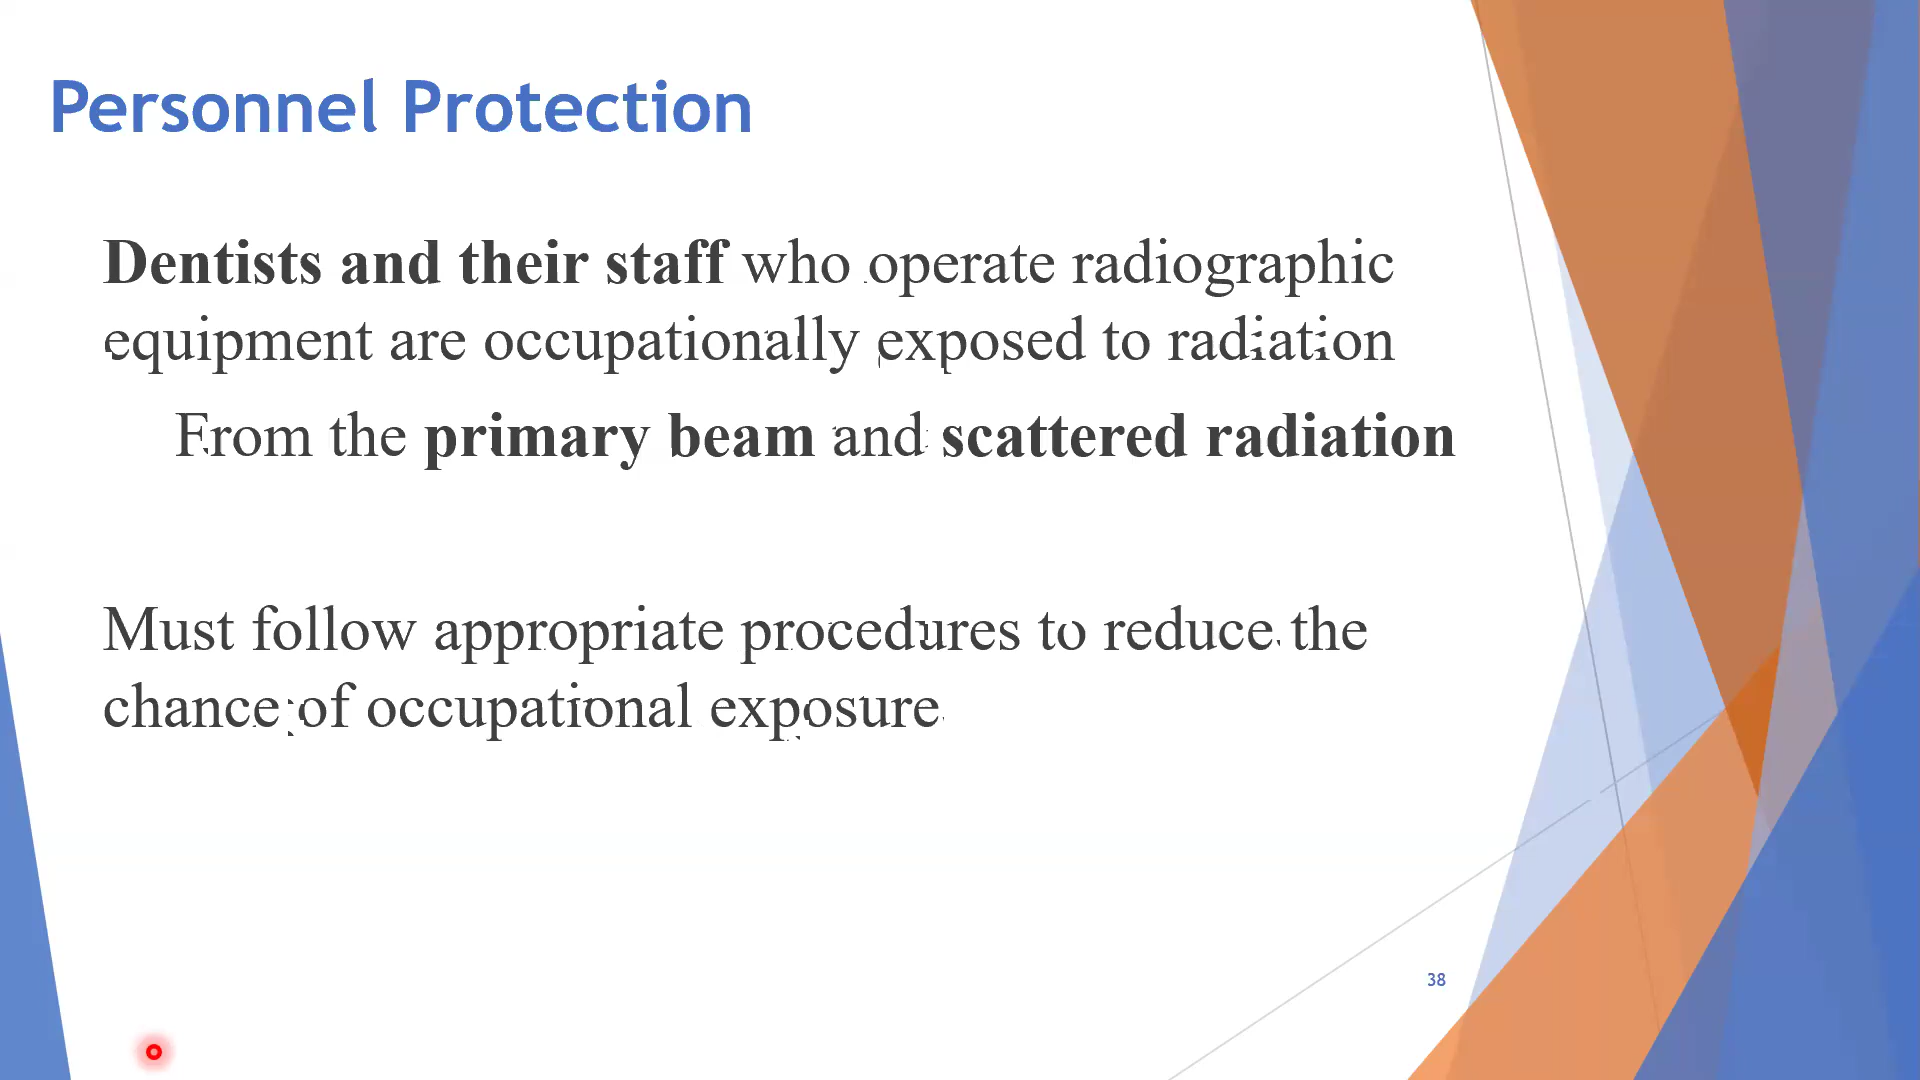 Personnel Protection
Dentists and their staff who operate radiographic
equipment are occupationally exposed to radiation
From the primary beam and scattered radiation
Must follow appropriate procedures to reduce the
chance of occupational exposure.
38